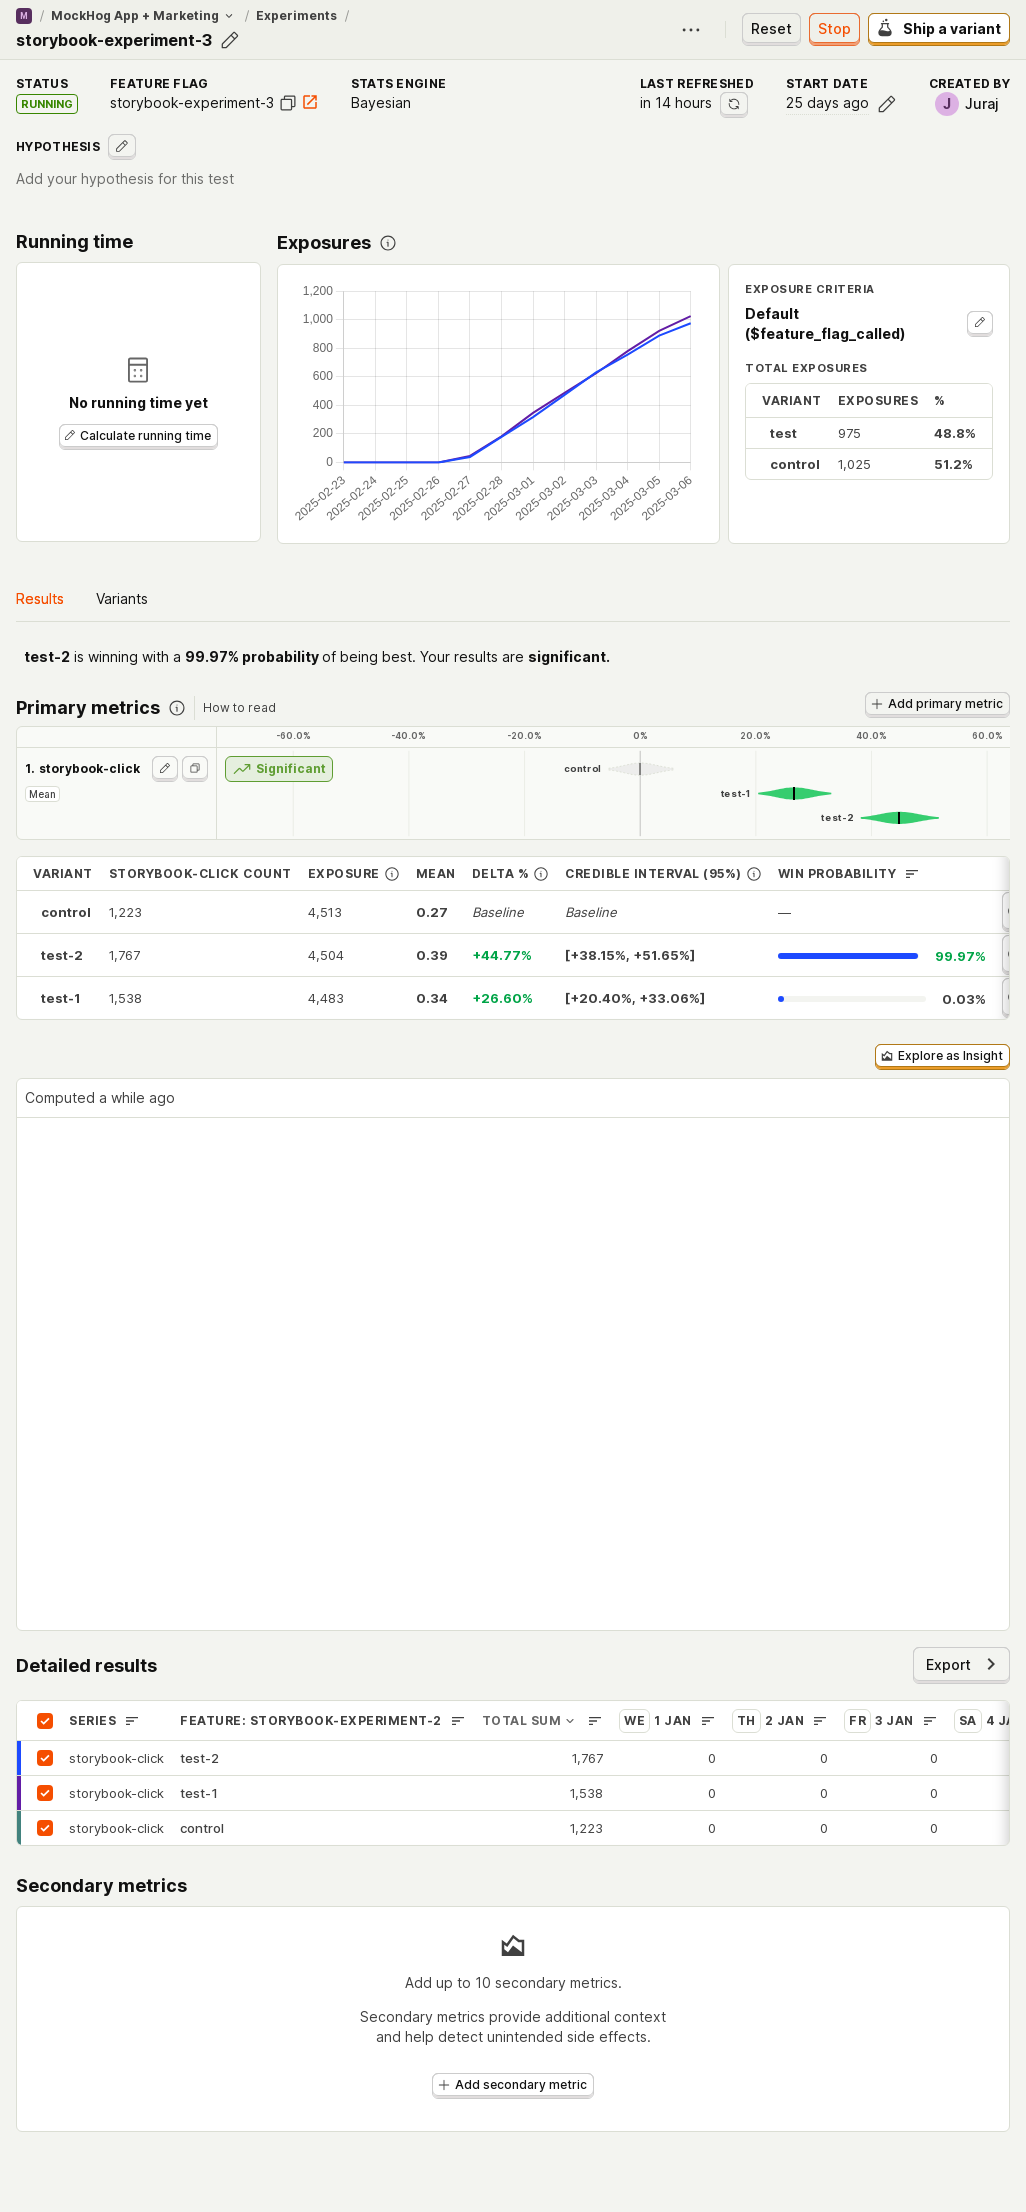 M / MockHog App + Marketing / Experiments /
storybook-experiment-3
Reset
Stop
Ship a variant
STATUS
RUNNING
FEATURE FLAG
storybook-experiment-3
STATS ENGINE
Bayesian
LAST REFRESHED
in 14 hours
START DATE
25 days ago
CREATED BY
J Juraj
HYPOTHESIS
Add your hypothesis for this test
Running time
No running time yet
Calculate running time
Exposures
1,200
1,000
800
600
400
200
0
2025-02-23
2025-02-24
2025-02-25
2025-02-26
2025-02-27
2025-02-28
2025-03-01
2025-03-02
2025-03-03
2025-03-04
2025-03-05
2025-03-06
EXPOSURE CRITERIA
Default
($feature_flag_called)
TOTAL EXPOSURES
VARIANT EXPOSURES %
test 975 48.8%
control 1,025 51.2%
Results Variants
test-2 is winning with a 99.97% probability of being best. Your results are significant.
Primary metrics How to read
Add primary metric
-60.0% -40.0% -20.0% 0% 20.0% 40.0% 60.0%
1. storybook-click
Mean
Significant
control
test-1
test-2
VARIANT STORYBOOK-CLICK COUNT EXPOSURE MEAN DELTA % CREDIBLE INTERVAL (95%) WIN PROBABILITY
control 1,223 4,513 0.27 Baseline Baseline —
test-2 1,767 4,504 0.39 +44.77% [+38.15%, +51.65%] 99.97%
test-1 1,538 4,483 0.34 +26.60% [+20.40%, +33.06%] 0.03%
Explore as Insight
Computed a while ago
Detailed results
Export
SERIES FEATURE: STORYBOOK-EXPERIMENT-2 TOTAL SUM WE 1 JAN TH 2 JAN FR 3 JAN SA 4 JA
storybook-click test-2 1,767 0 0 0
storybook-click test-1 1,538 0 0 0
storybook-click control 1,223 0 0 0
Secondary metrics
Add up to 10 secondary metrics.
Secondary metrics provide additional context
and help detect unintended side effects.
Add secondary metric